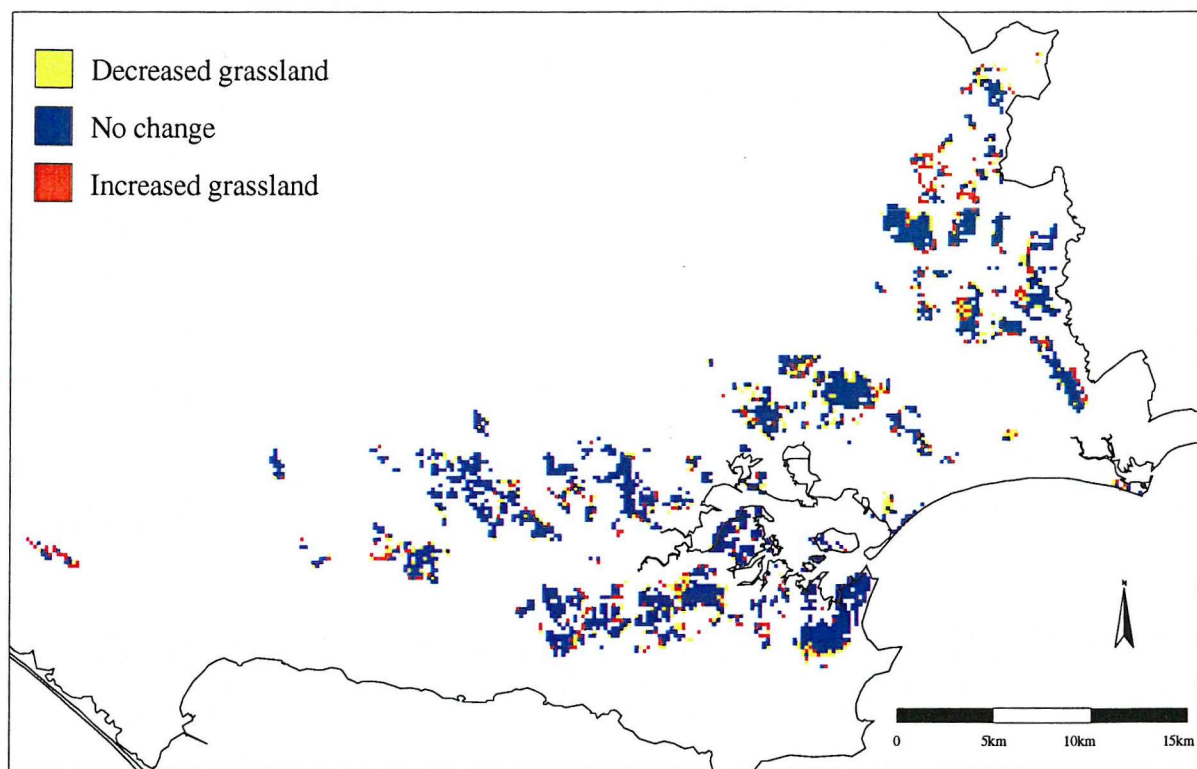 Decreased grassland
No change
Increased grassland
N
0 5km 10km 15km